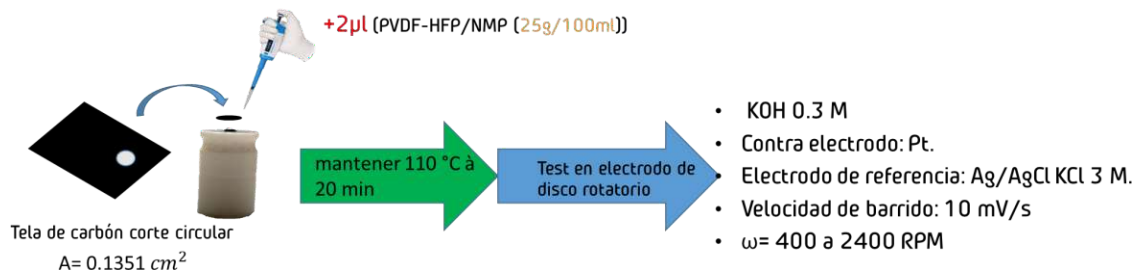 +2µl (PVDF-HFP/NMP (25g/100ml))
Tela de carbón corte circular
A= 0.1351 cm²
mantener 110 °C à
20 min
Test en electrodo de
disco rotatorio
• KOH 0.3 M
• Contra electrodo: Pt.
• Electrodo de referencia: Ag/AgCl KCl 3 M.
• Velocidad de barrido: 10 mV/s
• ω= 400 a 2400 RPM